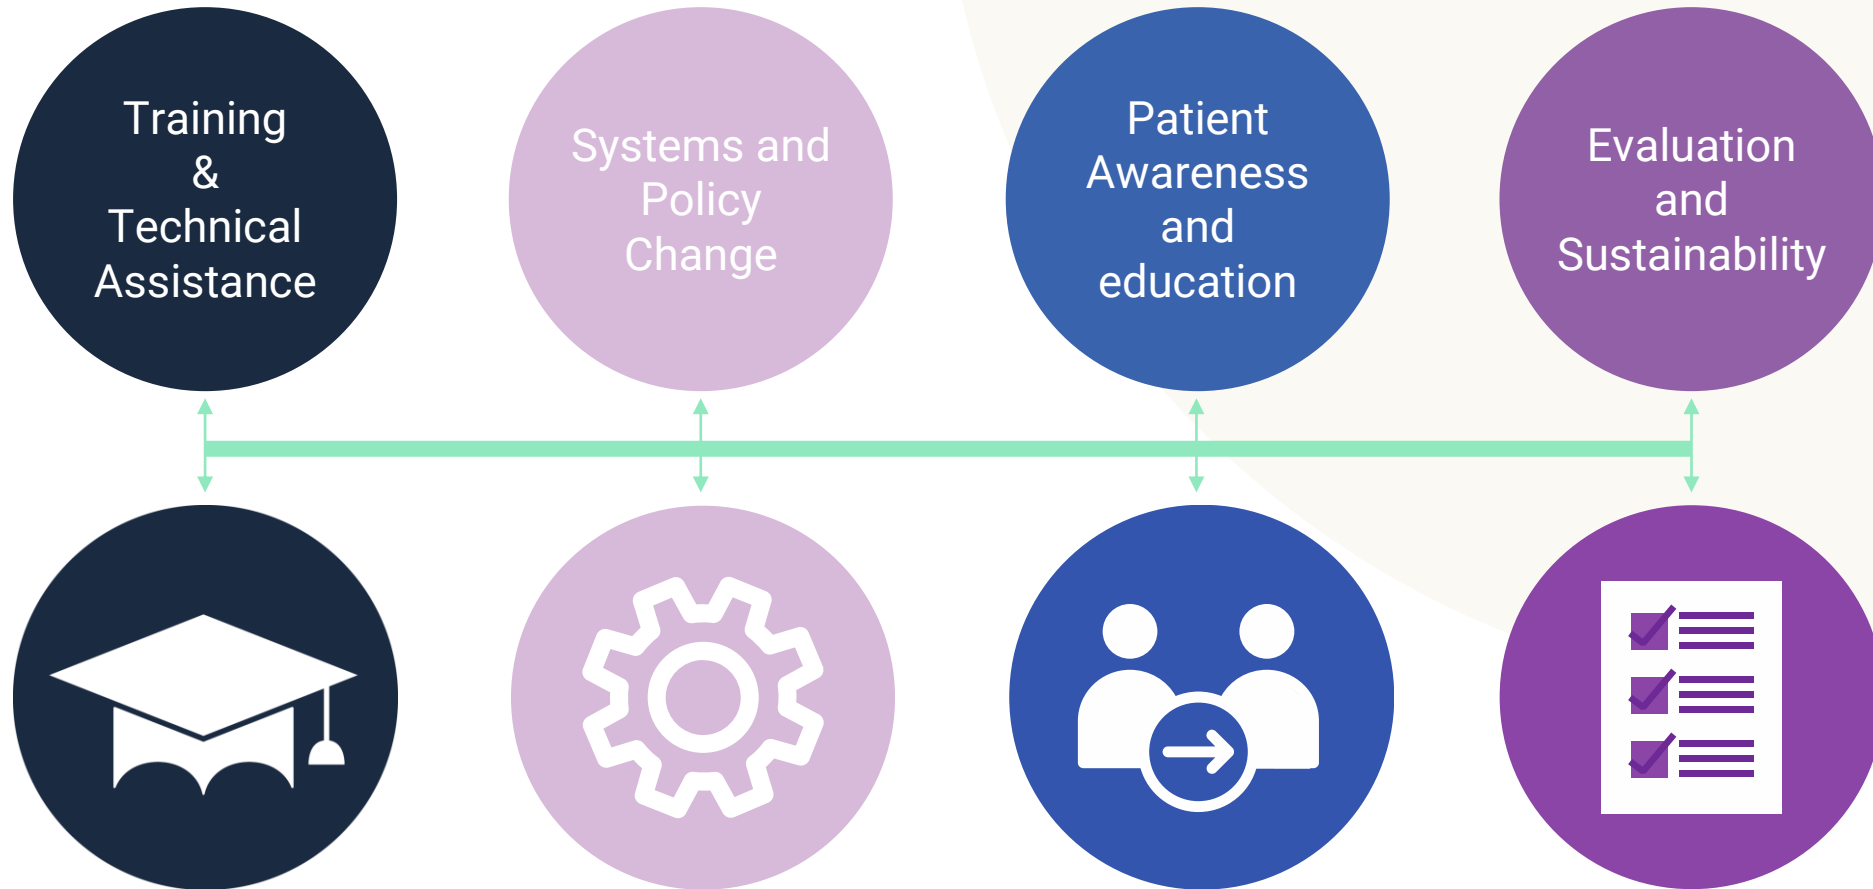 Training
&
Technical
Assistance
Systems and
Policy
Change
Patient
Awareness
and
education
Evaluation
and
Sustainability